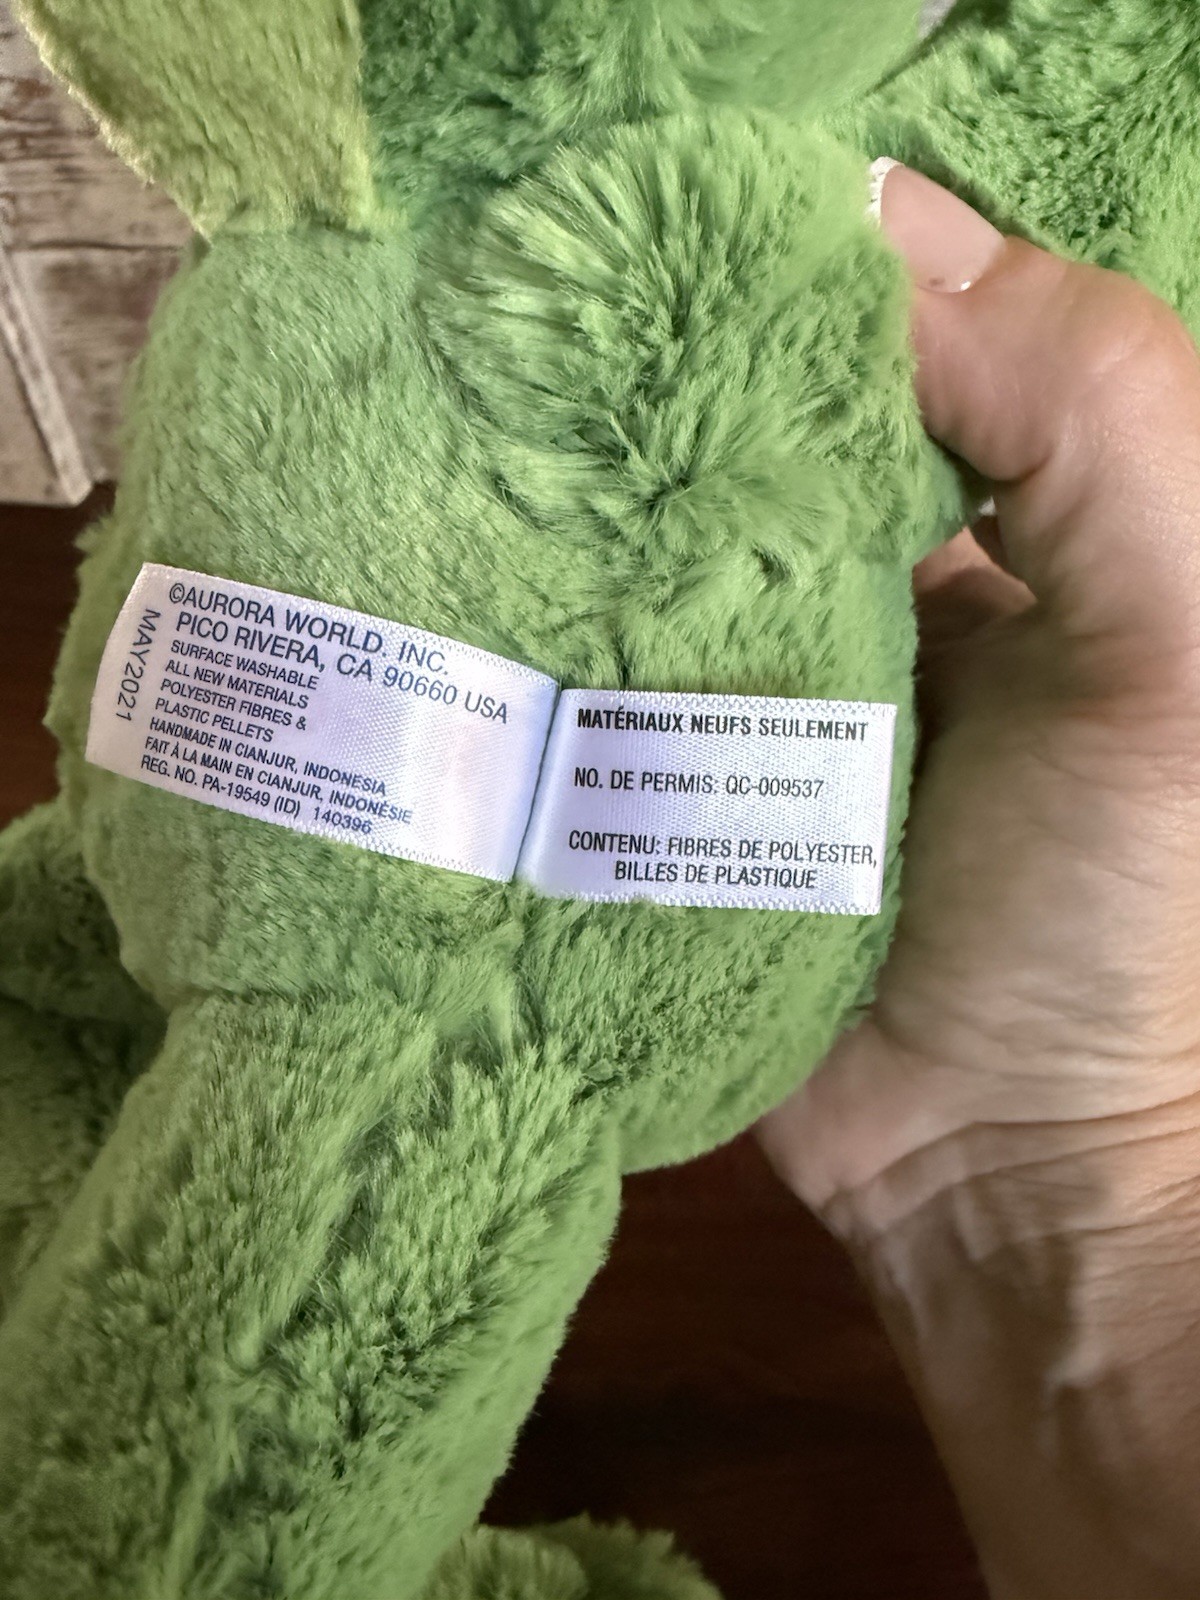 ©AURORA WORLD, INC.
PICO RIVERA, CA 90660 USA
SURFACE WASHABLE
ALL NEW MATERIALS
POLYESTER FIBRES &
PLASTIC PELLETS
HANDMADE IN CIANJUR, INDONESIA
FAIT À LA MAIN EN CIANJUR, INDONÉSIE
REG. NO. PA-19549 (ID) 140396
MAY2021
MATÉRIAUX NEUFS SEULEMENT
NO. DE PERMIS: QC-009537
CONTENU: FIBRES DE POLYESTER,
BILLES DE PLASTIQUE